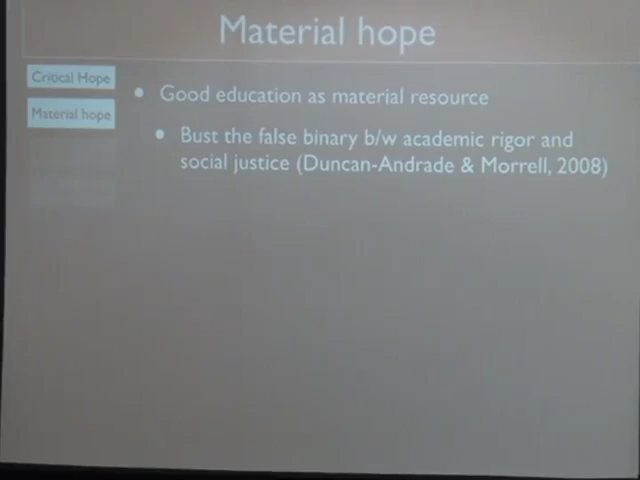 Material hope
Critical Hope
Material hope
• Good education as material resource
• Bust the false binary b/w academic rigor and
social justice (Duncan-Andrade & Morrell, 2008)